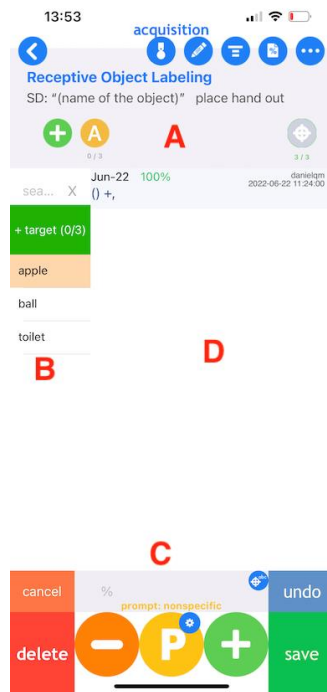 13:53
acquisition
Receptive Object Labeling
SD: “(name of the object)” place hand out
A
0 / 3
A
3 / 3
sea... X
Jun-22 100%
danielqm
2022-06-22 11:24:00
() +,
+ target (0/3)
apple
ball
toilet
B
D
C
cancel
%
abc
undo
prompt: nonspecific
delete
P
save